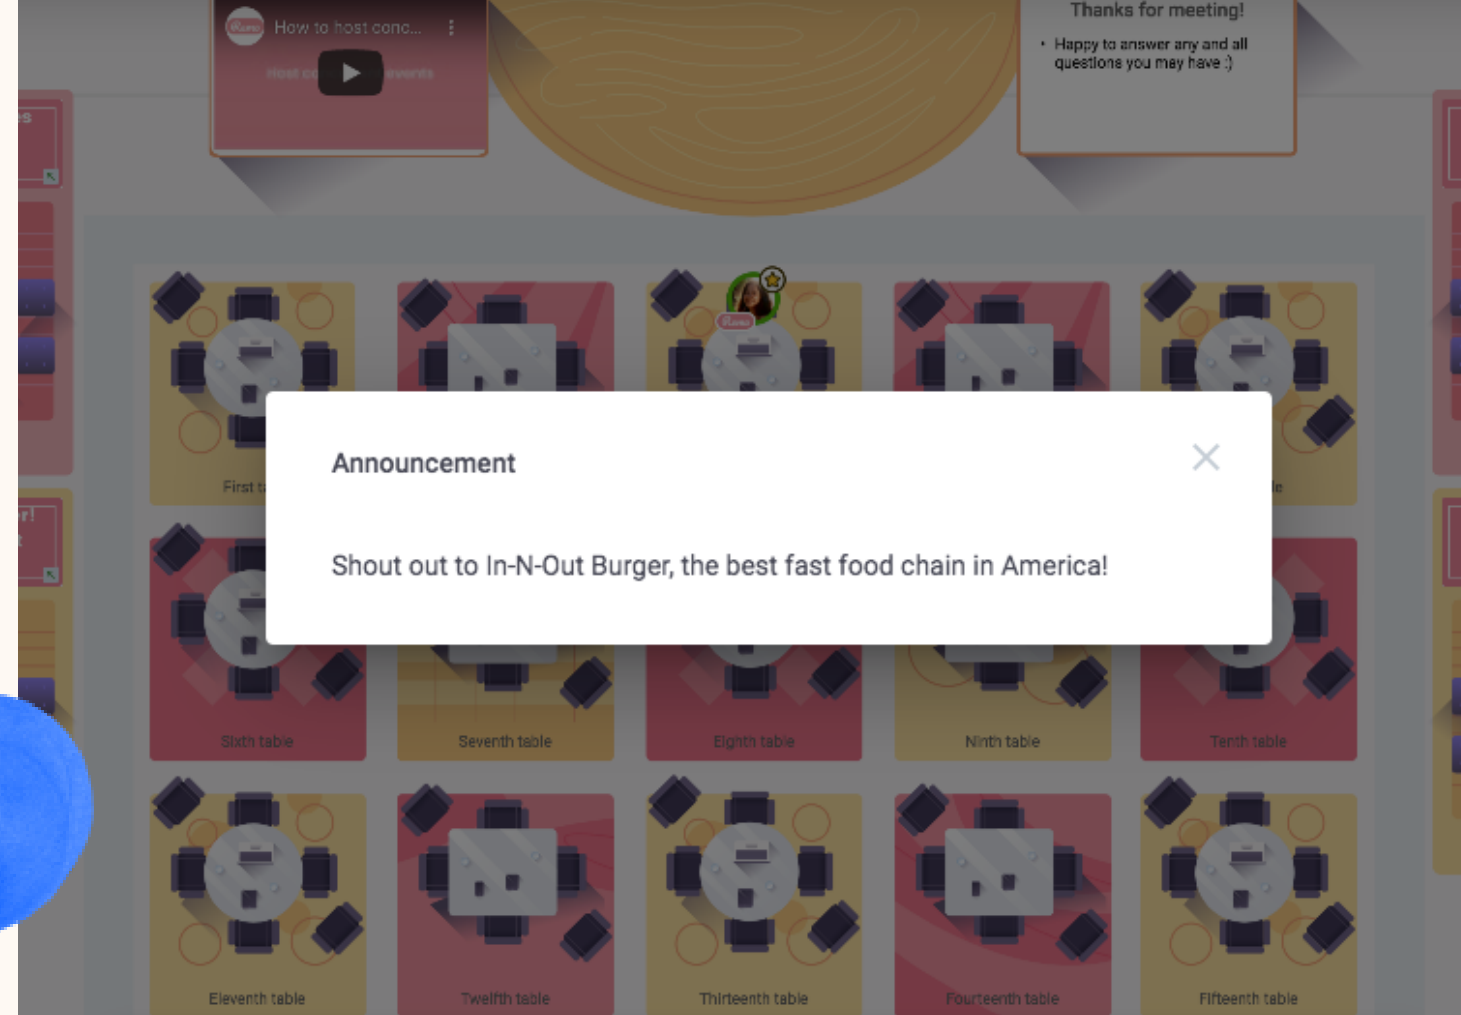 How to host conc...
Thanks for meeting!
• Happy to answer any and all
questions you may have :)
Remo
Announcement
Shout out to In-N-Out Burger, the best fast food chain in America!
First
Sixth table
Seventh table
Eighth table
Ninth table
Tenth table
Eleventh table
Twelfth table
Thirteenth table
Fourteenth table
Fifteenth table